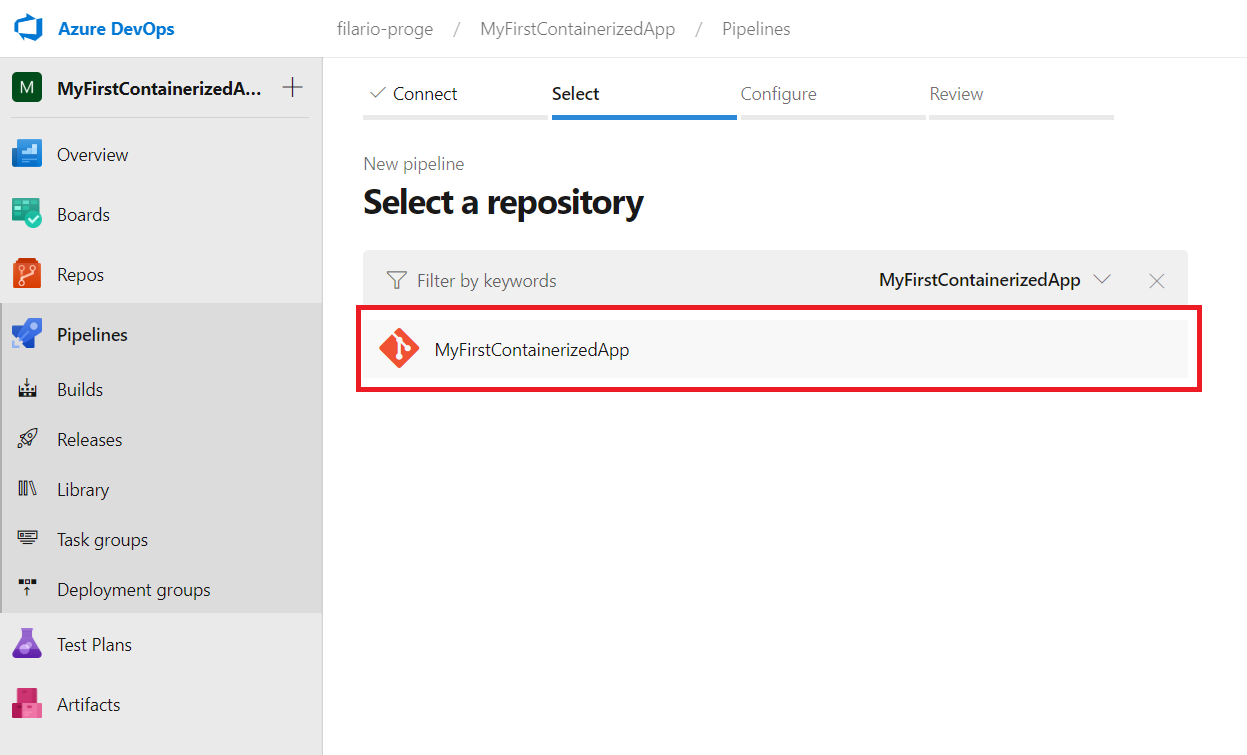 Azure DevOps
filario-proge / MyFirstContainerizedApp / Pipelines
M MyFirstContainerizedA...
Overview
Boards
Repos
Pipelines
Builds
Releases
Library
Task groups
Deployment groups
Test Plans
Artifacts
Connect Select Configure Review
New pipeline
Select a repository
Filter by keywords MyFirstContainerizedApp
MyFirstContainerizedApp